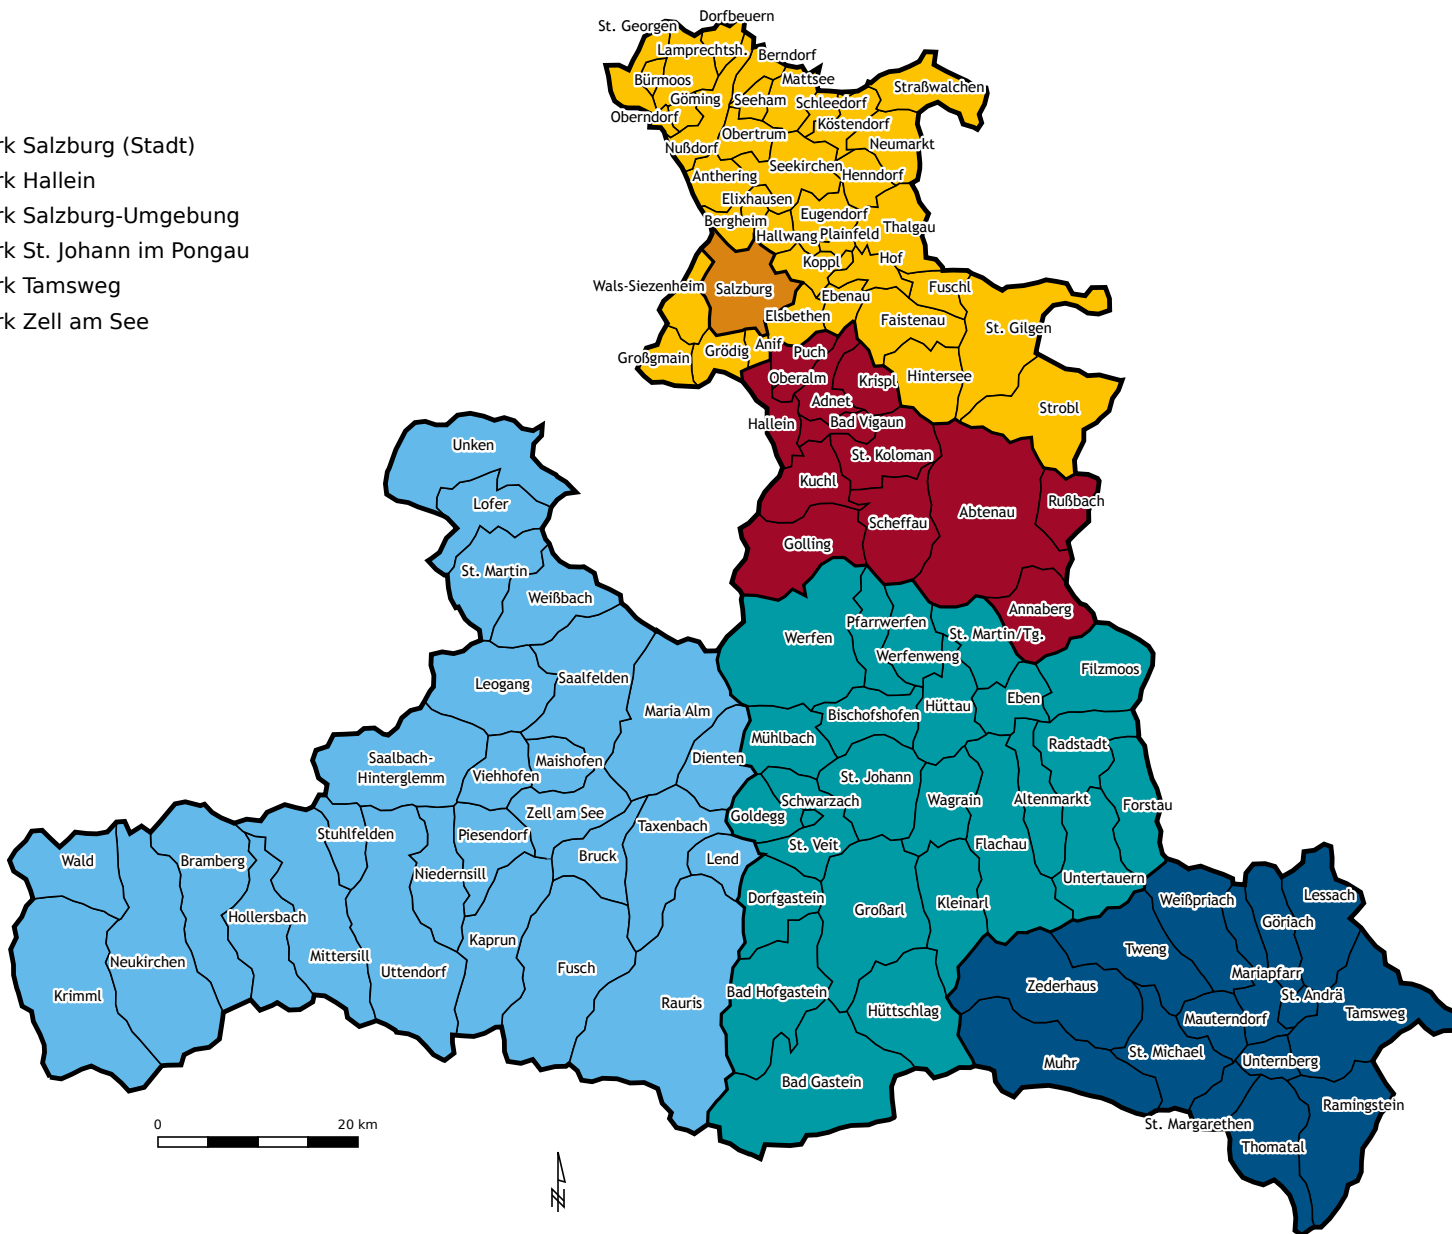 rk Salzburg (Stadt)
rk Hallein
rk Salzburg-Umgebung
rk St. Johann im Pongau
rk Tamsweg
rk Zell am See
Dorfbeuern
St. Georgen
Lamprechtsh.
Berndorf
Bürmoos
Mattsee
Straßwalchen
Göming
Seeham
Schleedorf
Oberndorf
Köstendorf
Obertrum
Neumarkt
Nußdorf
Seekirchen
Anthering
Henndorf
Elixhausen
Eugendorf
Bergheim
Thalgau
Hallwang
Plainfeld
Koppl
Hof
Wals-Siezenheim
Salzburg
Ebenau
Fuschl
Elsbethen
Faistenau
St. Gilgen
Anif
Grödig
Großgmain
Puch
Oberalm
Krispl
Hintersee
Adnet
Strobl
Hallein
Bad Vigaun
St. Koloman
Kuchl
Rußbach
Abtenau
Scheffau
Golling
Annaberg
Unken
Lofer
St. Martin
Weißbach
Leogang
Saalfelden
Maria Alm
Saalbach-
Hinterglemm
Viehhofen
Maishofen
Dienten
Zell am See
Stuhlfelden
Piesendorf
Taxenbach
Wald
Bramberg
Niedernsill
Bruck
Lend
Hollersbach
Neukirchen
Mittersill
Uttendorf
Kaprun
Fusch
Krimml
Rauris
Werfen
Pfarrwerfen
St. Martin/Tg.
Werfenweng
Filzmoos
Eben
Hüttau
Bischofshofen
Mühlbach
Radstadt
St. Johann
Schwarzach
Wagrain
Altenmarkt
Forstau
Goldegg
St. Veit
Flachau
Untertauern
Dorfgastein
Großarl
Kleinarl
Bad Hofgastein
Hüttschlag
Bad Gastein
Weißpriach
Lessach
Göriach
Tweng
Mariapfarr
Zederhaus
St. Andrä
Mauterndorf
Tamsweg
St. Michael
Muhr
Unternberg
Ramingstein
St. Margarethen
Thomatal
0 20 km
N